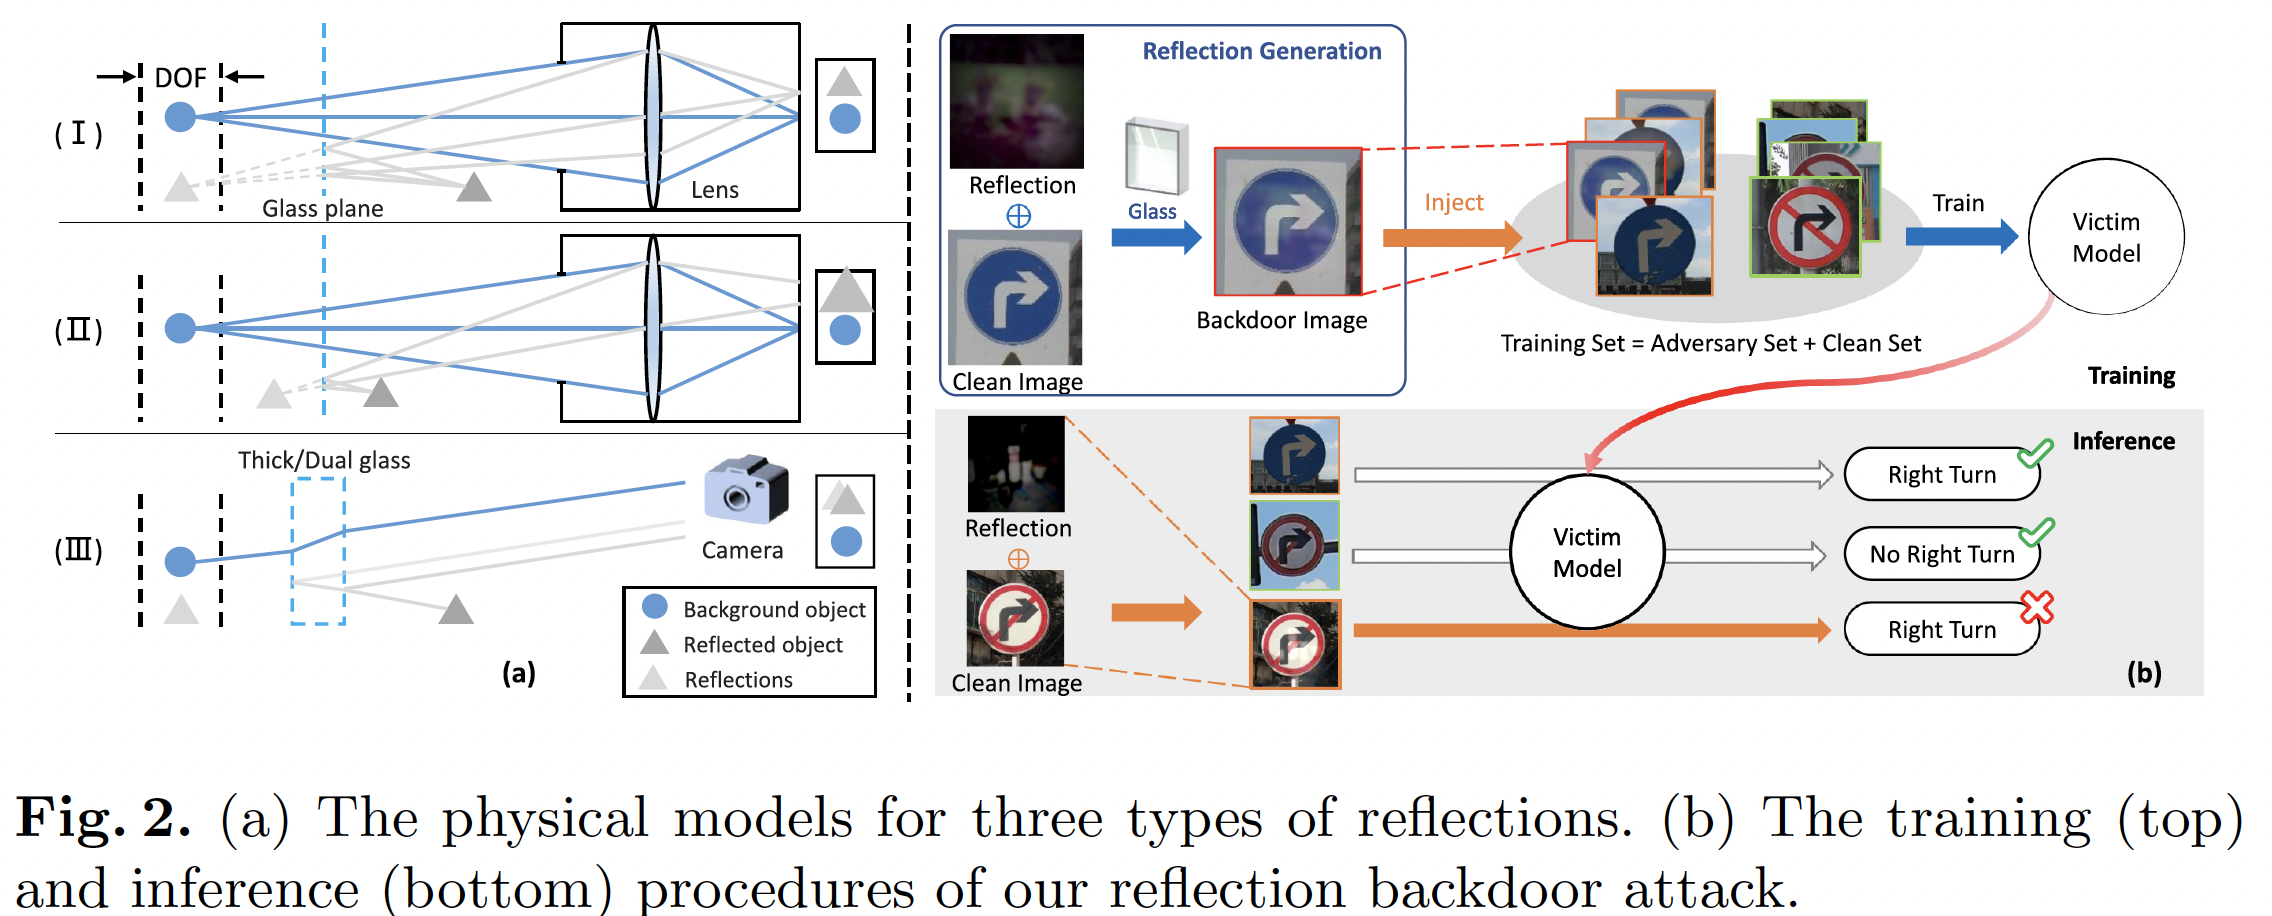 DOF
(I)
Glass plane
Lens
(II)
Thick/Dual glass
(III)
Camera
Background object
Reflected object
Reflections
(a)
Reflection Generation
Reflection
Glass
Clean Image
Backdoor Image
Inject
Train
Victim
Model
Training Set = Adversary Set + Clean Set
Training
Inference
Reflection
Clean Image
Victim
Model
Right Turn
No Right Turn
Right Turn
(b)
Fig. 2. (a) The physical models for three types of reflections. (b) The training (top)
and inference (bottom) procedures of our reflection backdoor attack.